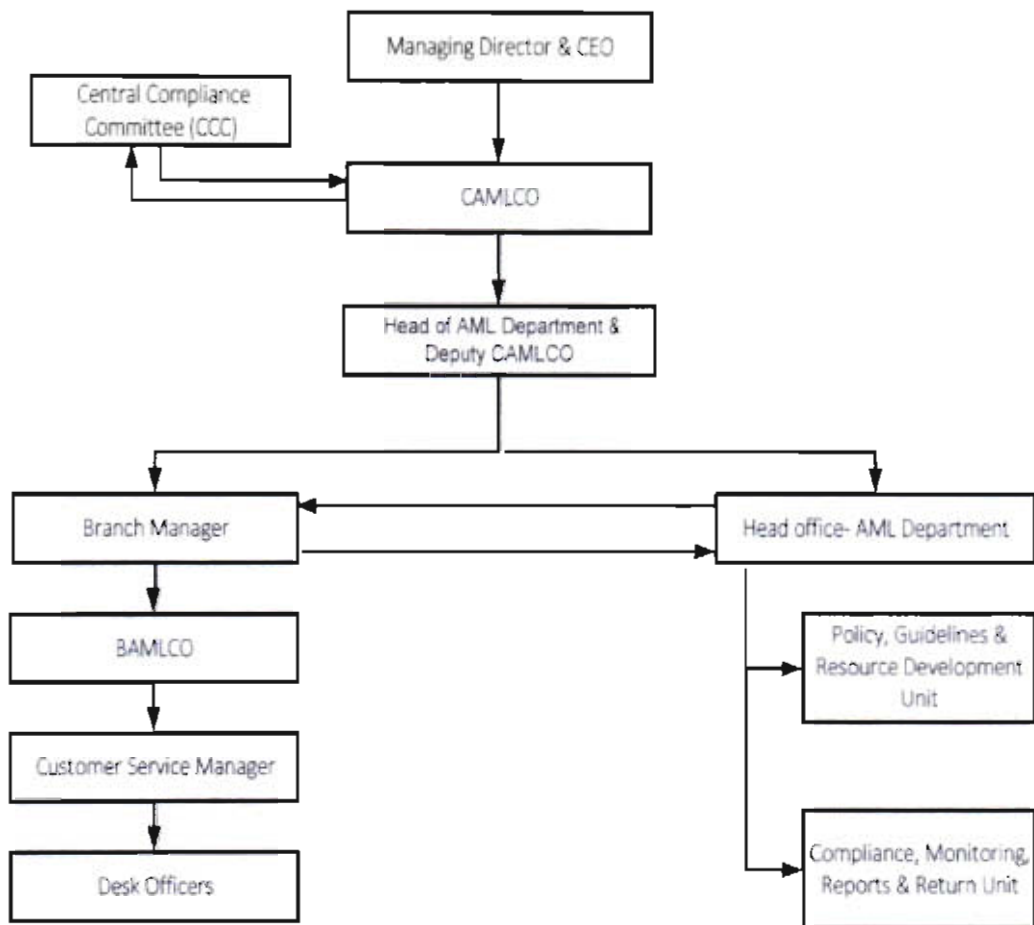 Managing Director & CEO
Central Compliance
Committee (CCC)
CAMLCO
Head of AML Department &
Deputy CAMLCO
Branch Manager
Head office- AML Department
BAMLCO
Policy, Guidelines &
Resource Development
Unit
Customer Service Manager
Compliance, Monitoring,
Reports & Return Unit
Desk Officers